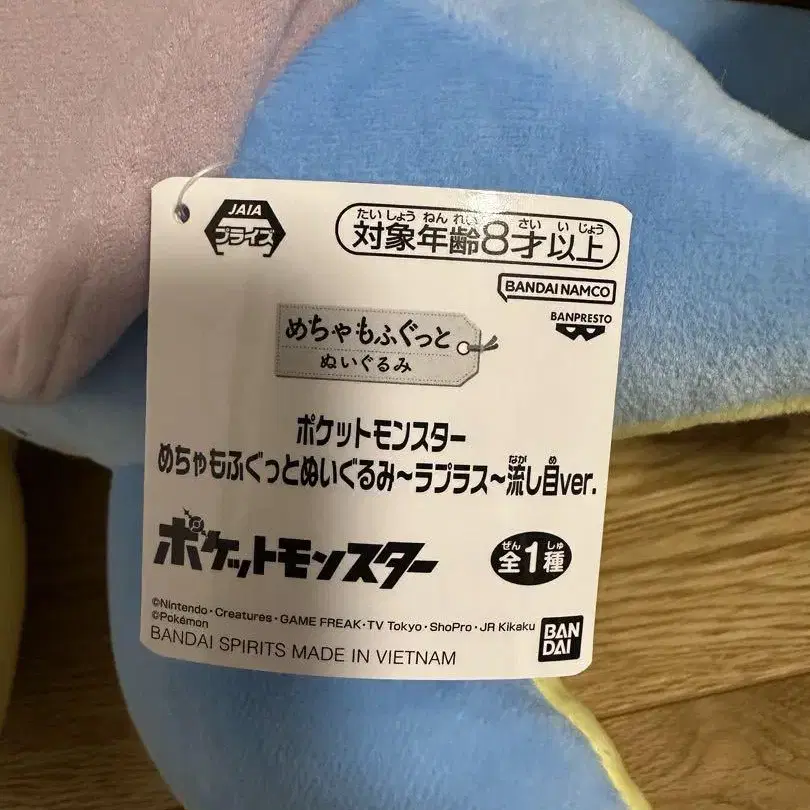 JAIA
プライズ
たいしょうねんれい さいいじょう
対象年齢8才以上
BANDAI NAMCO
BANPRESTO
めちゃもふぐっと
ぬいぐるみ
ポケットモンスター
ながめ
めちゃもふぐっとぬいぐるみ~ラプラス~流し目ver.
ポケットモンスター
ぜん しゅ
全1種
©Nintendo・Creatures・GAME FREAK・TV Tokyo・ShoPro・JR Kikaku
©Pokémon
BANDAI SPIRITS MADE IN VIETNAM
BAN
DAI